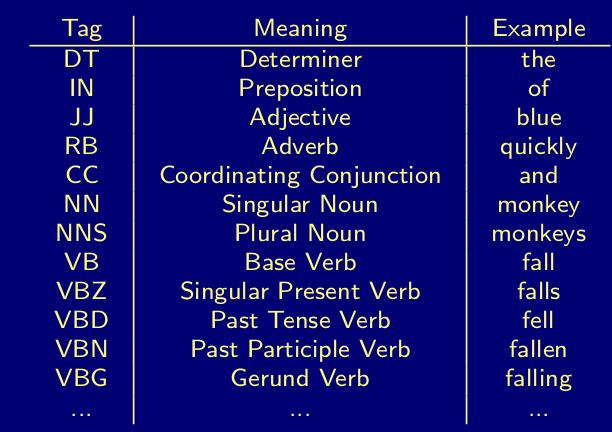 Tag Meaning Example
DT Determiner the
IN Preposition of
JJ Adjective blue
RB Adverb quickly
CC Coordinating Conjunction and
NN Singular Noun monkey
NNS Plural Noun monkeys
VB Base Verb fall
VBZ Singular Present Verb falls
VBD Past Tense Verb fell
VBN Past Participle Verb fallen
VBG Gerund Verb falling
... ... ...